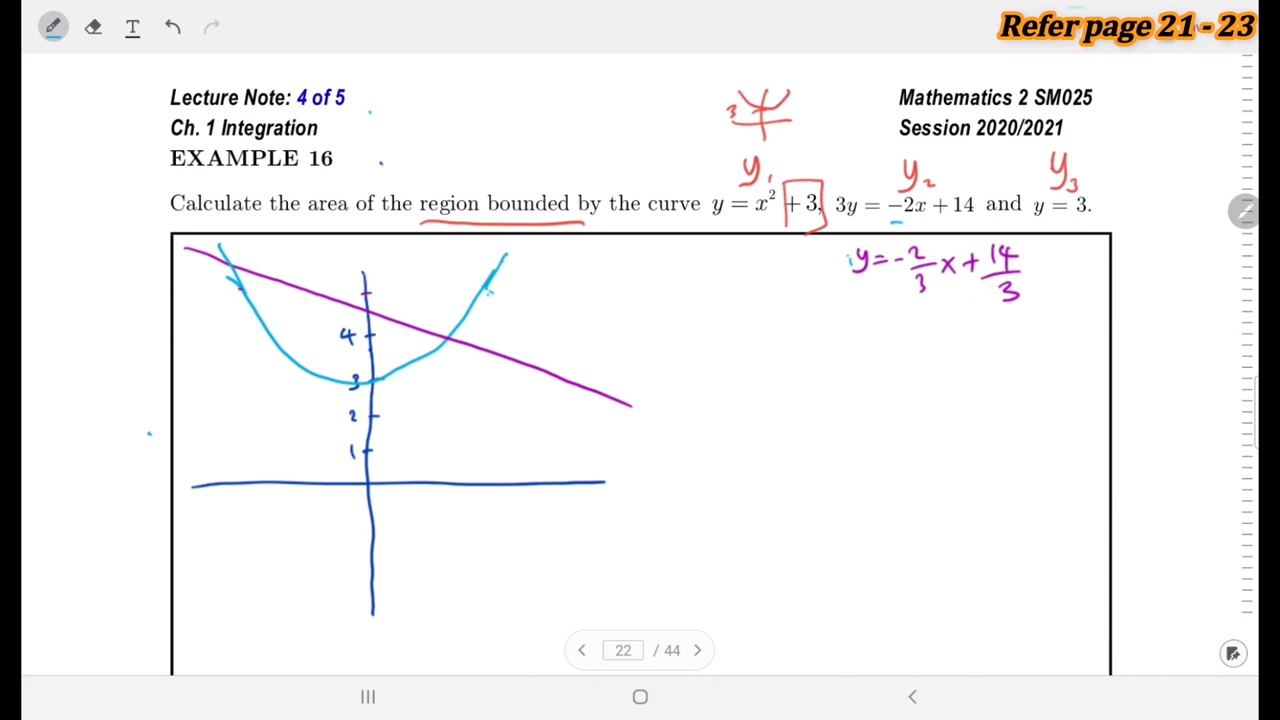 Refer page 21 - 23
Lecture Note: 4 of 5
Mathematics 2 SM025
Ch. 1 Integration
Session 2020/2021
EXAMPLE 16
3
y₁ y₂ y₃
Calculate the area of the region bounded by the curve y = x² + 3, 3y = −2x + 14 and y = 3.
y = -2/3 x + 14/3
4
3
2
1
22 / 44